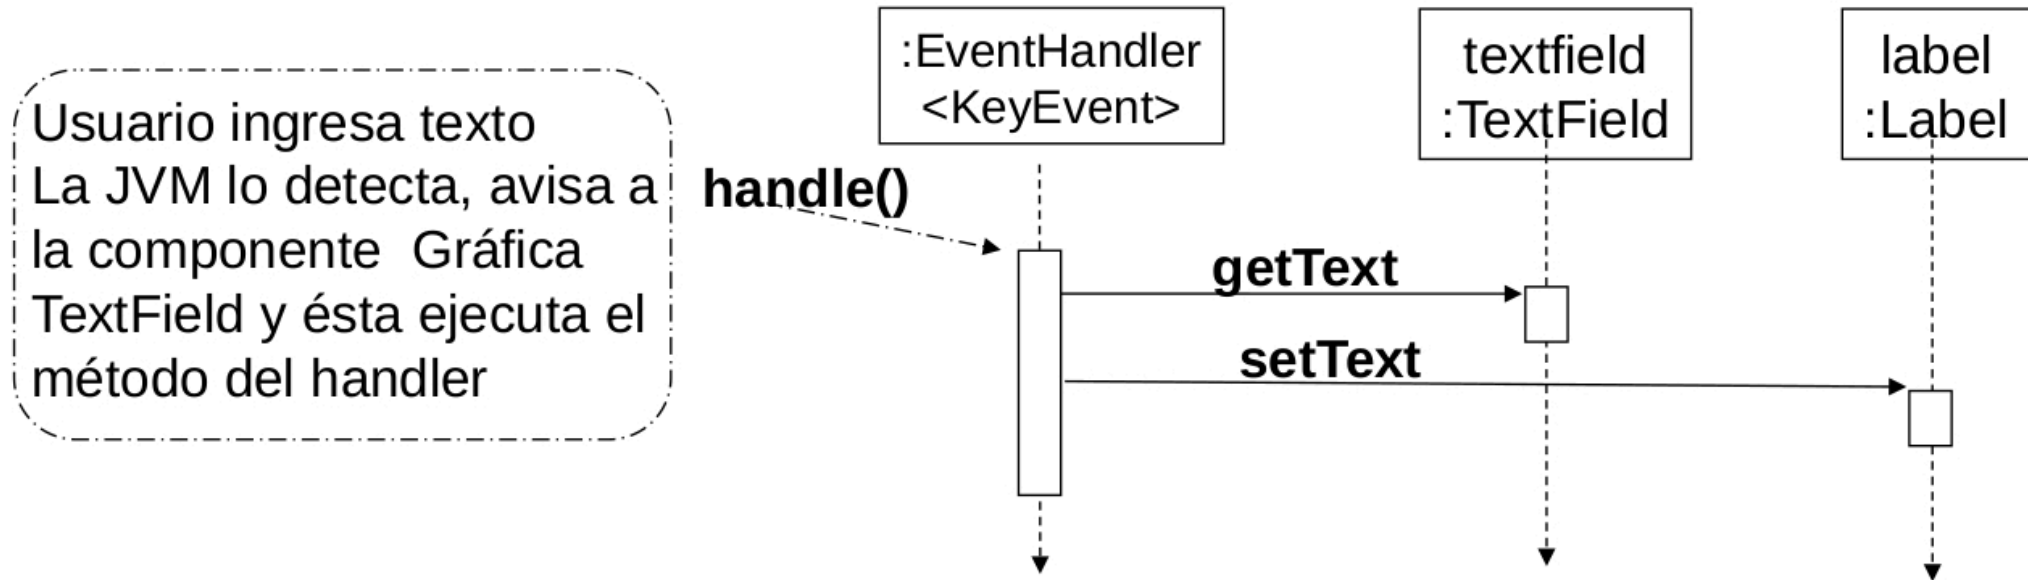 :EventHandler
<KeyEvent>
textfield
:TextField
label
:Label
Usuario ingresa texto
La JVM lo detecta, avisa a
la componente  Gráfica
TextField y ésta ejecuta el
método del handler
handle()
getText
setText